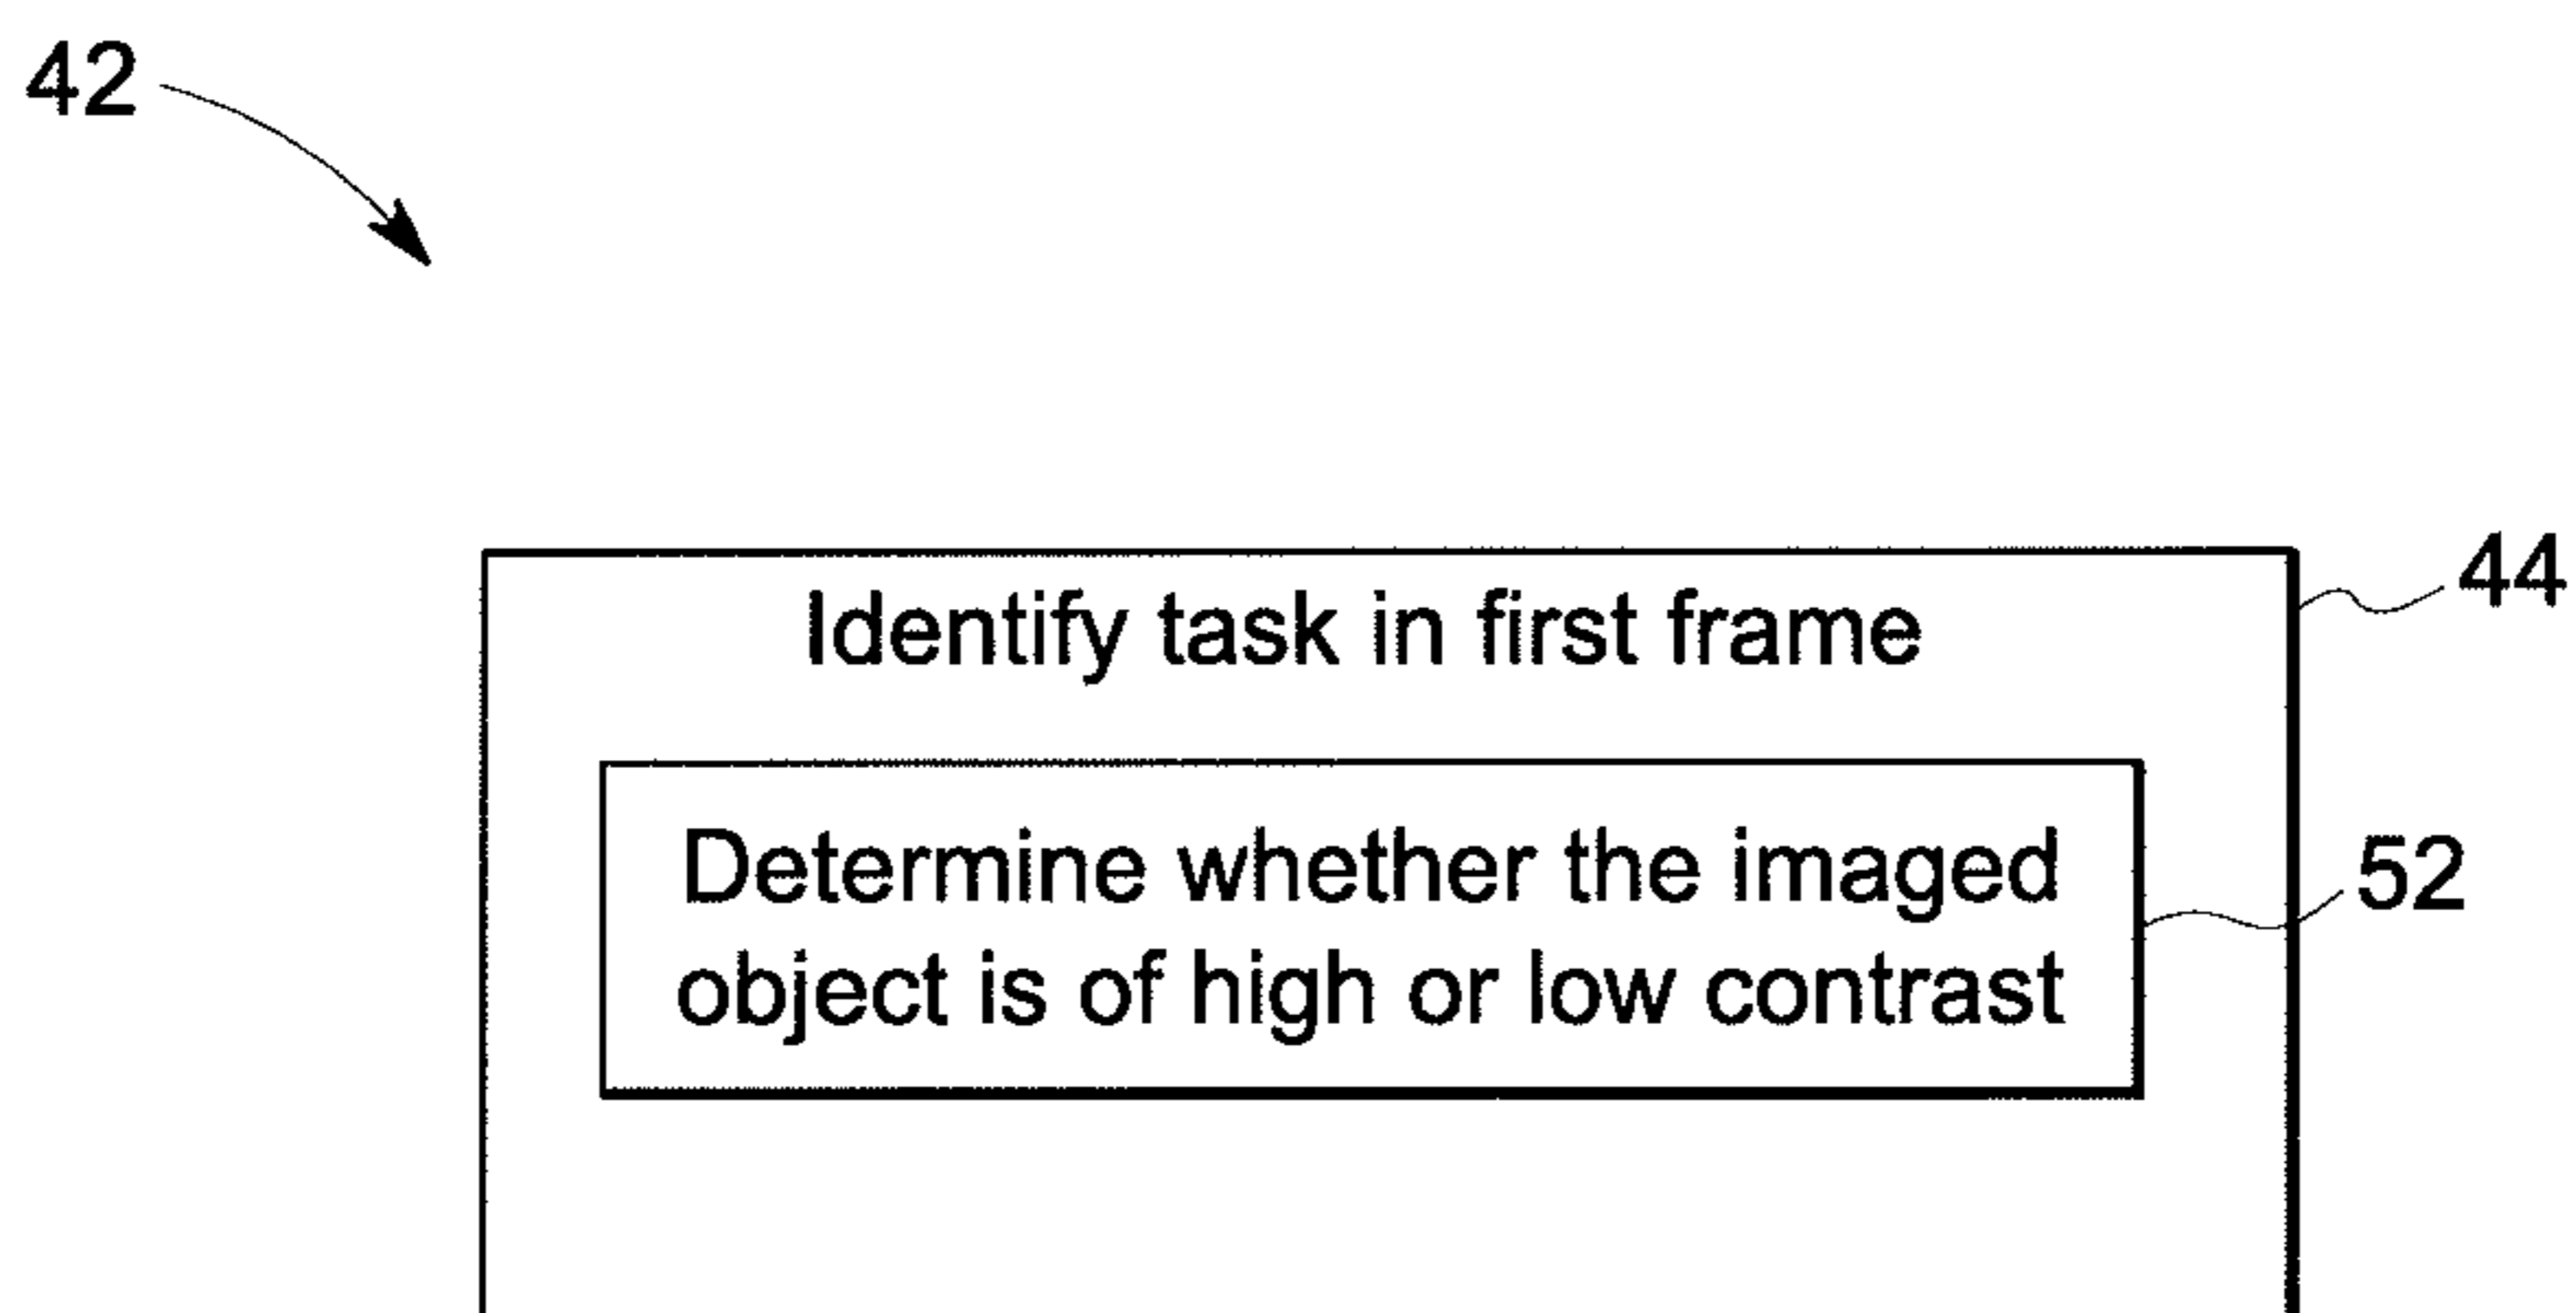 42
Identify task in first frame
44
Determine whether the imaged
object is of high or low contrast
52